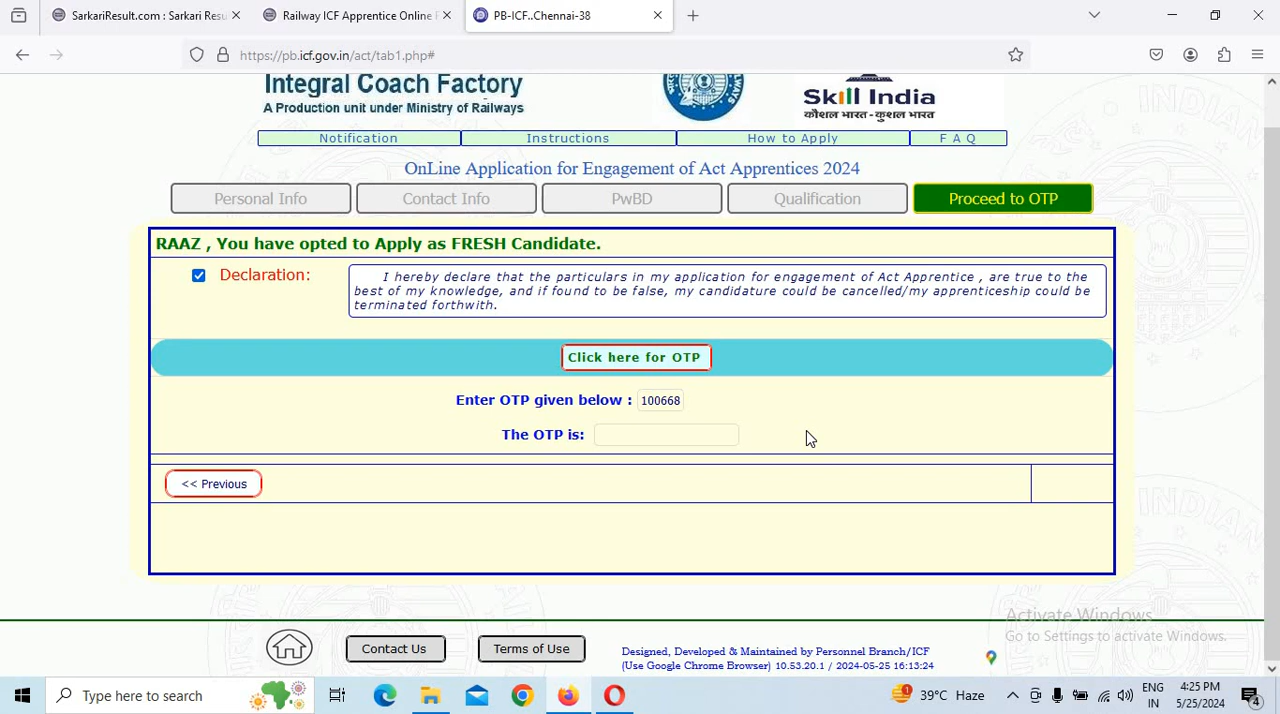 SarkariResult.com : Sarkari Resu
Railway ICF Apprentice Online F
PB-ICF..Chennai-38
https://pb.icf.gov.in/act/tab1.php#
Integral Coach Factory
A Production unit under Ministry of Railways
Skill India
कौशल भारत-कुशल भारत
Notification
Instructions
How to Apply
F A Q
OnLine Application for Engagement of Act Apprentices 2024
Personal Info
Contact Info
PwBD
Qualification
Proceed to OTP
RAAZ , You have opted to Apply as FRESH Candidate.
Declaration:
I hereby declare that the particulars in my application for engagement of Act Apprentice , are true to the
best of my knowledge, and if found to be false, my candidature could be cancelled/my apprenticeship could be
terminated forthwith.
Click here for OTP
Enter OTP given below : 100668
The OTP is:
<< Previous
Activate Windows
Go to Settings to activate Windows.
Contact Us
Terms of Use
Designed, Developed & Maintained by Personnel Branch/ICF
(Use Google Chrome Browser) 10.53.20.1 / 2024-05-25 16:13:24
Type here to search
1
39°C Haze
ENG
IN
4:25 PM
5/25/2024
4